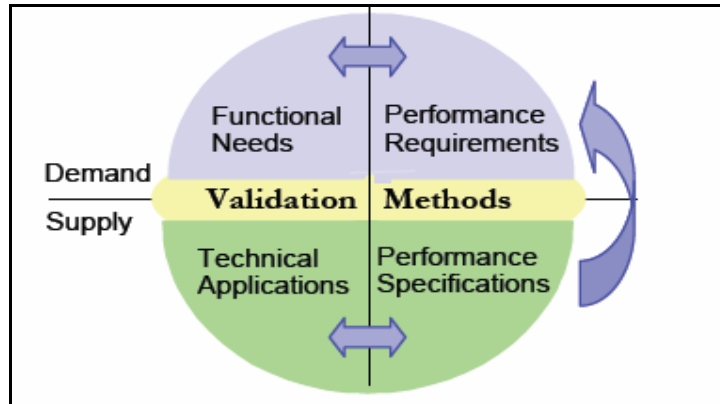 Functional
Needs
Performance
Requirements
Demand
Validation Methods
Supply
Technical
Applications
Performance
Specifications